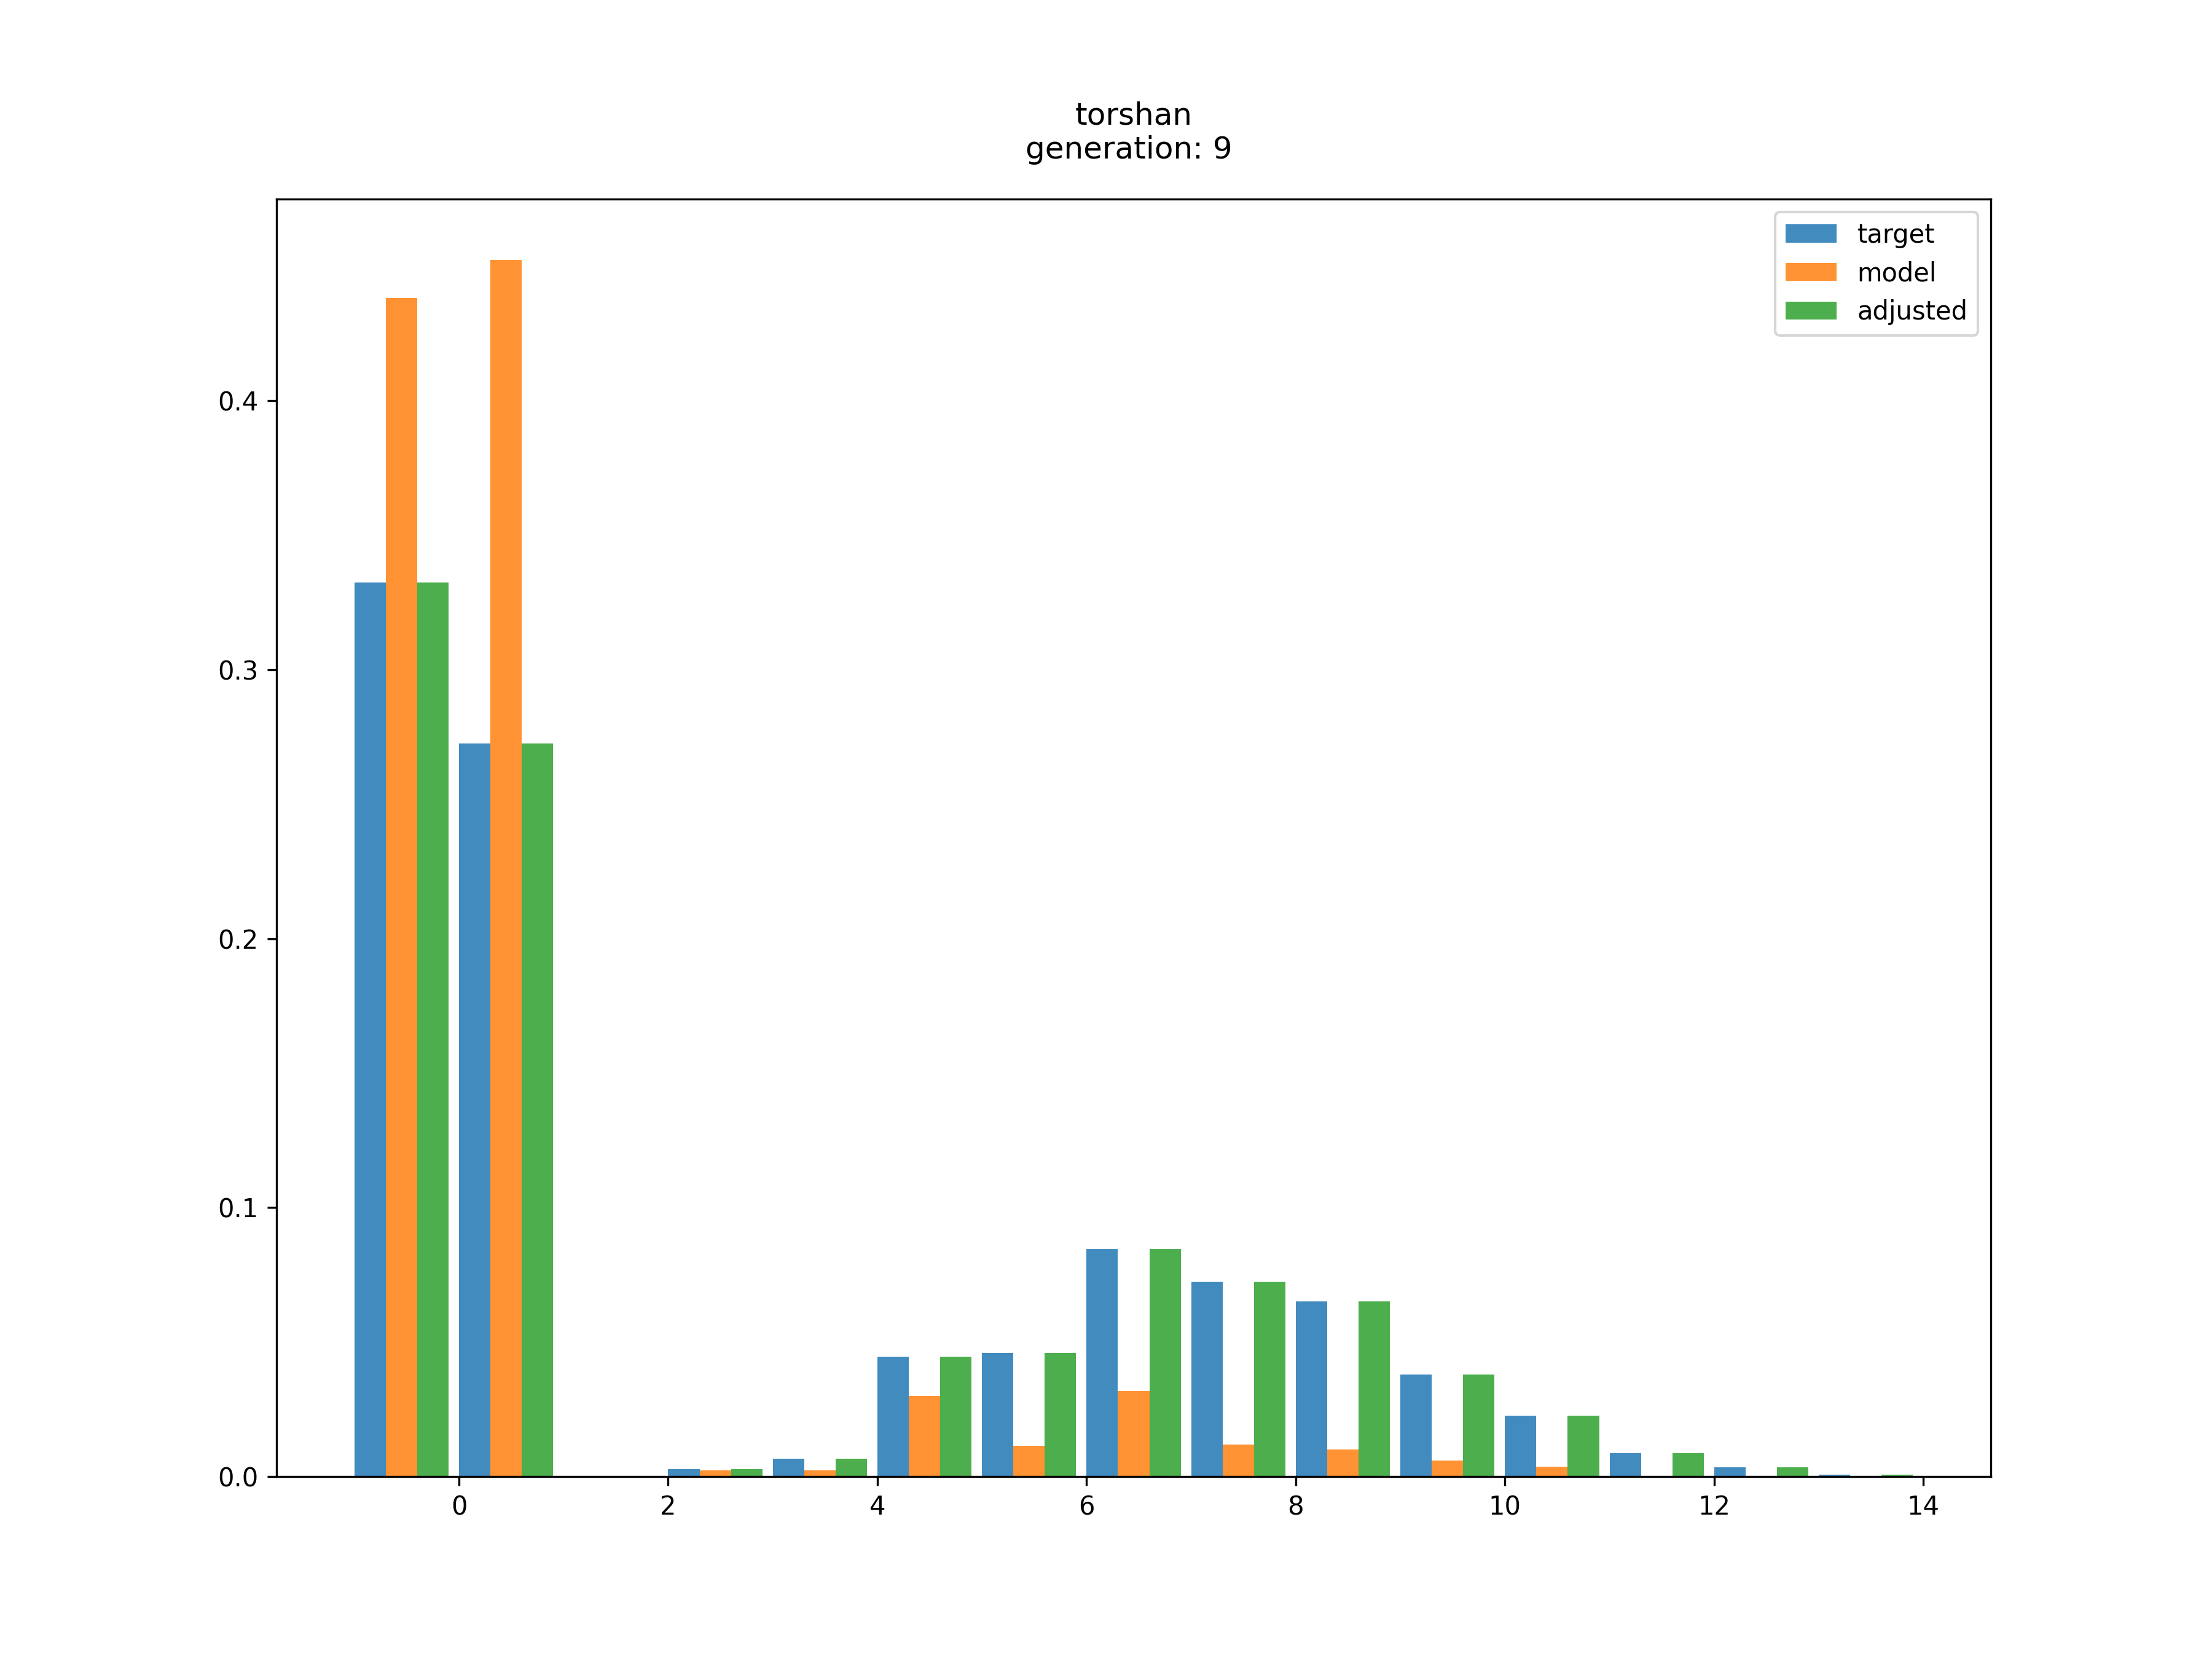 torshan
generation: 9
target
model
adjusted
0.4
0.3
0.2
0.1
0.0
0 2 4 6 8 10 12 14